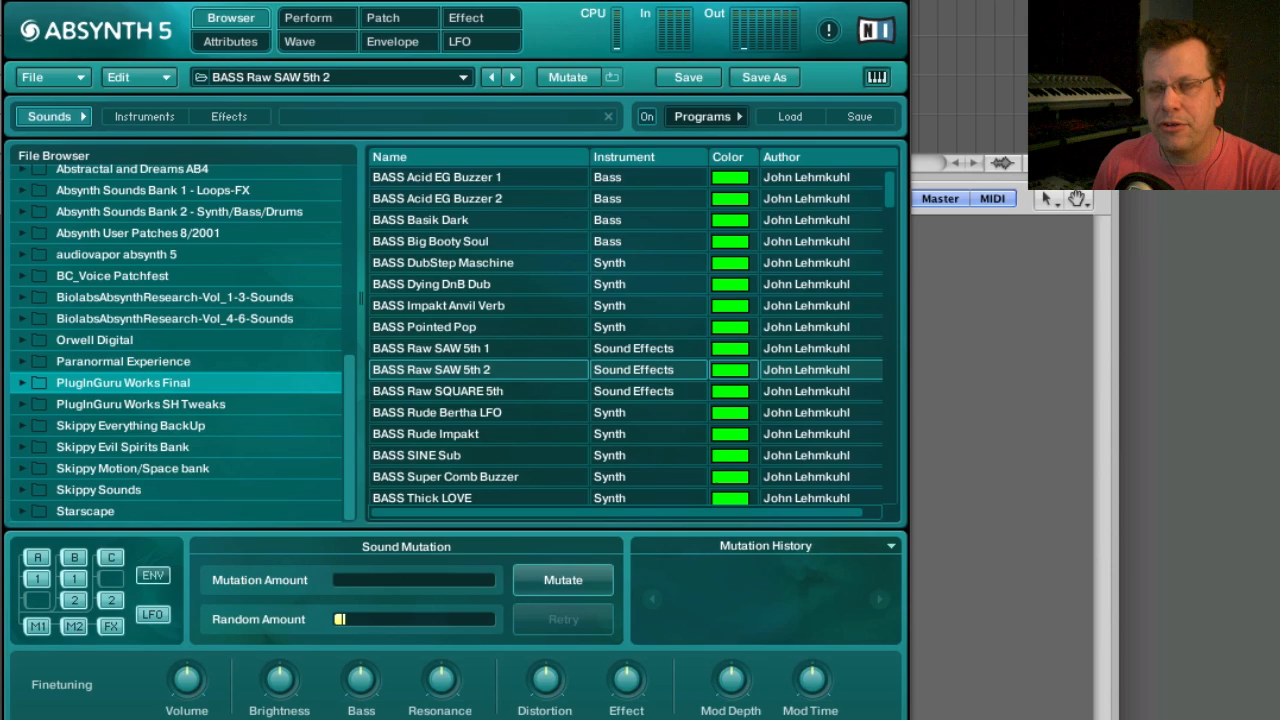 ABSYNTH 5
Browser Perform Patch Effect
Attributes Wave Envelope LFO
CPU In Out
!
NI
File Edit BASS Raw SAW 5th 2 Mutate Save Save As
Sounds Instruments Effects × On Programs Load Save
File Browser
Abstractal and Dreams AB4
Absynth Sounds Bank 1 - Loops-FX
Absynth Sounds Bank 2 - Synth/Bass/Drums
Absynth User Patches 8/2001
audiovapor absynth 5
BC_Voice Patchfest
BiolabsAbsynthResearch-Vol_1-3-Sounds
BiolabsAbsynthResearch-Vol_4-6-Sounds
Orwell Digital
Paranormal Experience
PlugInGuru Works Final
PlugInGuru Works SH Tweaks
Skippy Everything BackUp
Skippy Evil Spirits Bank
Skippy Motion/Space bank
Skippy Sounds
Starscape
Name Instrument Color Author
BASS Acid EG Buzzer 1 Bass John Lehmkuhl
BASS Acid EG Buzzer 2 Bass John Lehmkuhl
BASS Basik Dark Bass John Lehmkuhl
BASS Big Booty Soul Bass John Lehmkuhl
BASS DubStep Maschine Synth John Lehmkuhl
BASS Dying DnB Dub Synth John Lehmkuhl
BASS Impakt Anvil Verb Synth John Lehmkuhl
BASS Pointed Pop Synth John Lehmkuhl
BASS Raw SAW 5th 1 Sound Effects John Lehmkuhl
BASS Raw SAW 5th 2 Sound Effects John Lehmkuhl
BASS Raw SQUARE 5th Sound Effects John Lehmkuhl
BASS Rude Bertha LFO Synth John Lehmkuhl
BASS Rude Impakt Synth John Lehmkuhl
BASS SINE Sub Synth John Lehmkuhl
BASS Super Comb Buzzer Synth John Lehmkuhl
BASS Thick LOVE Synth John Lehmkuhl
Master MIDI
A B C
1 1
2 2
M1 M2 FX
ENV
LFO
Sound Mutation
Mutation Amount Mutate
Random Amount Retry
Mutation History
Finetuning
Volume Brightness Bass Resonance Distortion Effect Mod Depth Mod Time